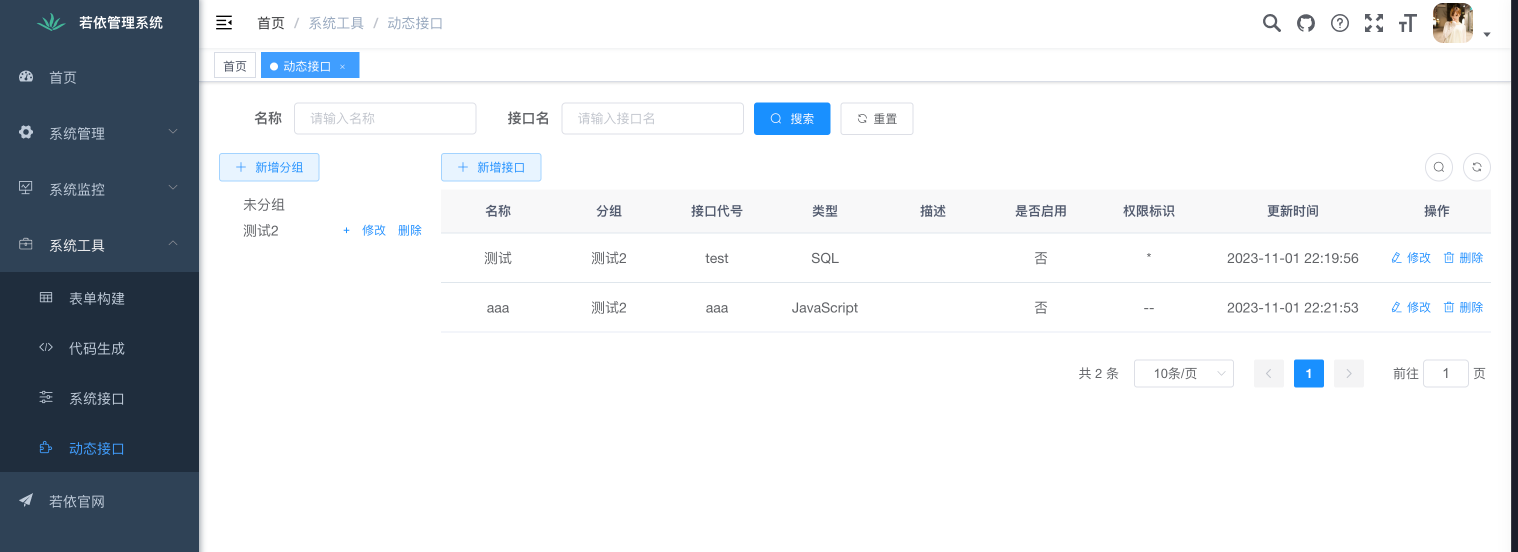 若依管理系统
首页
系统管理
系统监控
系统工具
表单构建
代码生成
系统接口
动态接口
若依官网
首页 / 系统工具 / 动态接口
首页 动态接口 ×
名称 请输入名称 接口名 请输入接口名 搜索 重置
+ 新增分组
未分组
测试2 + 修改 删除
+ 新增接口
名称 分组 接口代号 类型 描述 是否启用 权限标识 更新时间 操作
测试 测试2 test SQL 否 * 2023-11-01 22:19:56 修改 删除
aaa 测试2 aaa JavaScript 否 -- 2023-11-01 22:21:53 修改 删除
共 2 条 10条/页 1 前往 1 页